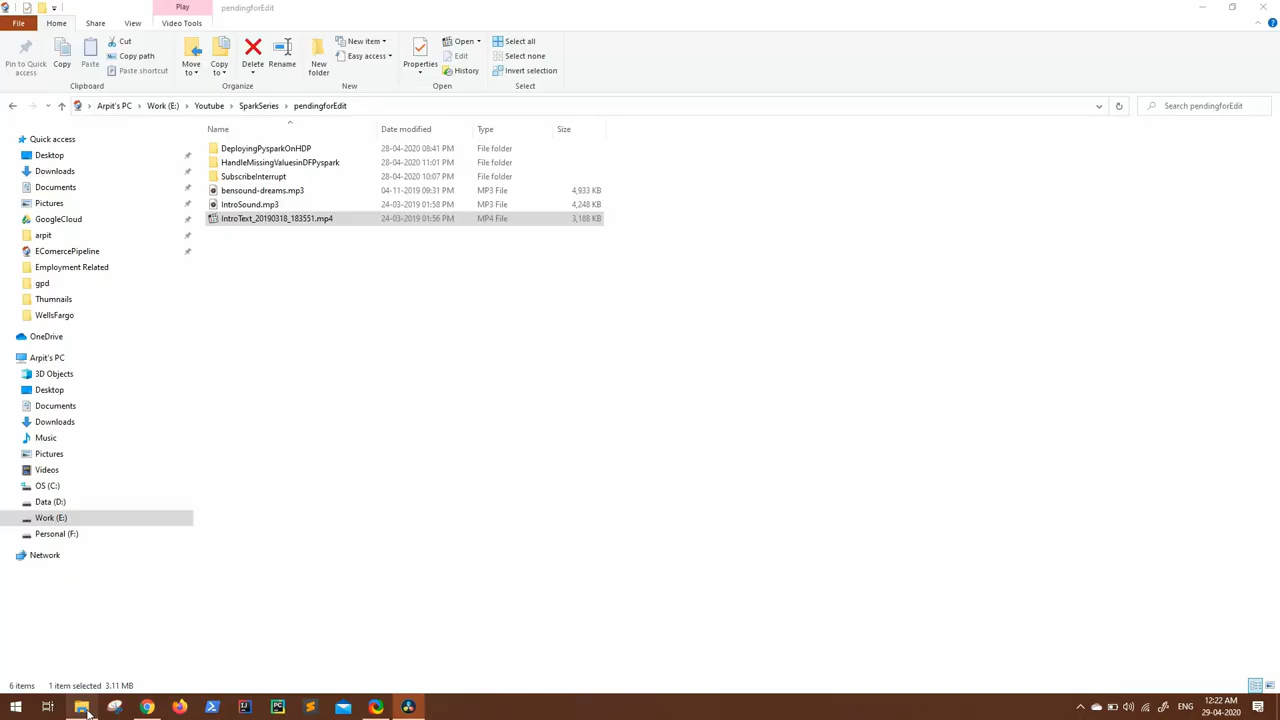 Play
pendingforEdit
File
Home
Share
View
Video Tools
Pin to Quick access
Copy
Paste
Cut
Copy path
Paste shortcut
Clipboard
Move to
Copy to
Delete
Rename
Organize
New folder
New item
Easy access
New
Properties
Open
Edit
History
Open
Select all
Select none
Invert selection
Select
Arpit's PC
Work (E:)
Youtube
SparkSeries
pendingforEdit
Search pendingforEdit
Name
Date modified
Type
Size
DeployingPysparkOnHDP 28-04-2020 08:41 PM File folder
HandleMissingValuesinDFPyspark 28-04-2020 11:01 PM File folder
SubscribeInterrupt 28-04-2020 10:07 PM File folder
bensound-dreams.mp3 04-11-2019 09:31 PM MP3 File 4,933 KB
IntroSound.mp3 24-03-2019 01:58 PM MP3 File 4,248 KB
IntroText_20190318_183551.mp4 24-03-2019 01:56 PM MP4 File 3,188 KB
Quick access
Desktop
Downloads
Documents
Pictures
GoogleCloud
arpit
EComercePipeline
Employment Related
gpd
Thumnails
WellsFargo
OneDrive
Arpit's PC
3D Objects
Desktop
Documents
Downloads
Music
Pictures
Videos
OS (C:)
Data (D:)
Work (E:)
Personal (F:)
Network
6 items 1 item selected 3.11 MB
ENG
12:22 AM
29-04-2020